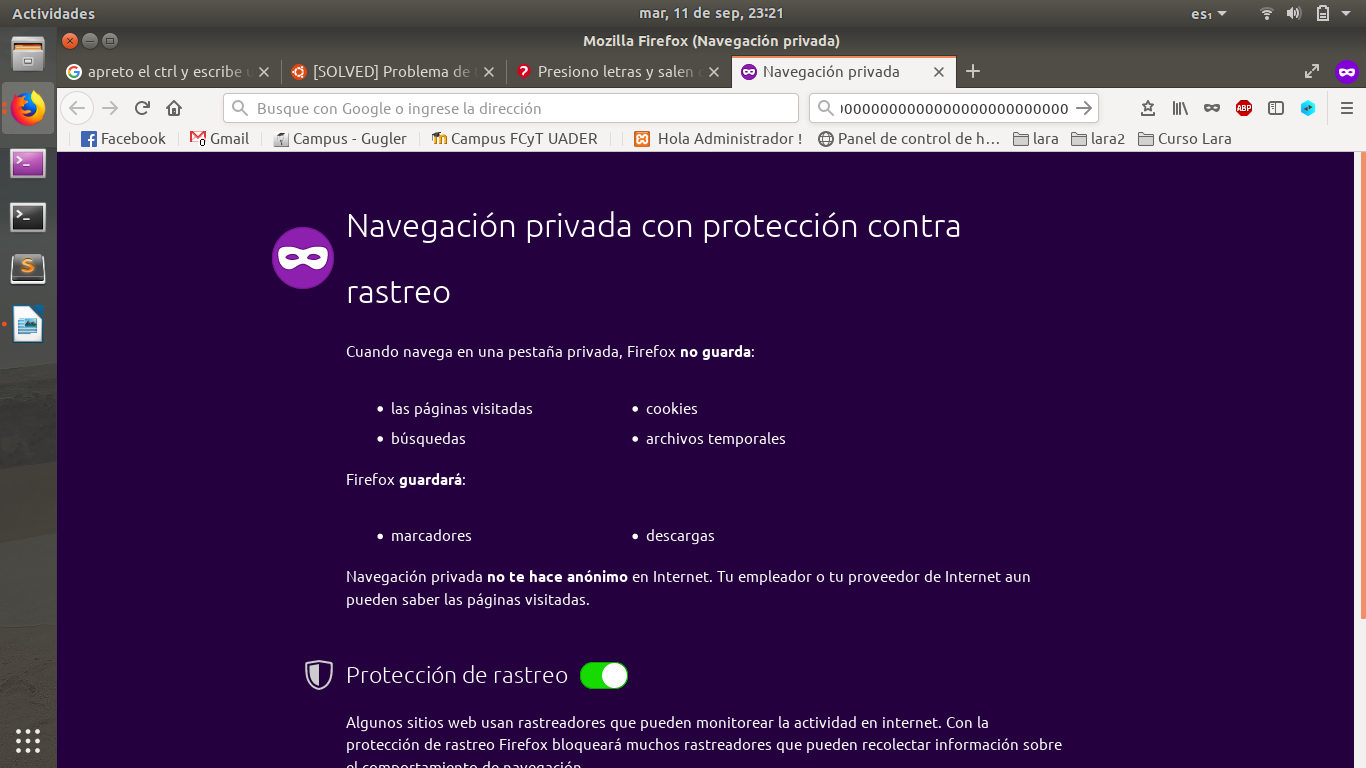 Actividades
mar, 11 de sep, 23:21
es₁
Mozilla Firefox (Navegación privada)
apreto el ctrl y escribe
[SOLVED] Problema de
Presiono letras y salen
Navegación privada
Busque con Google o ingrese la dirección
ABP
Facebook
Gmail
0
Campus - Gugler
Campus FCyT UADER
Hola Administrador !
Panel de control de h...
lara
lara2
Curso Lara
Navegación privada con protección contra
rastreo
Cuando navega en una pestaña privada, Firefox no guarda:
• las páginas visitadas
• cookies
• búsquedas
• archivos temporales
Firefox guardará:
• marcadores
• descargas
Navegación privada no te hace anónimo en Internet. Tu empleador o tu proveedor de Internet aun
pueden saber las páginas visitadas.
Protección de rastreo
Algunos sitios web usan rastreadores que pueden monitorear la actividad en internet. Con la
protección de rastreo Firefox bloqueará muchos rastreadores que pueden recolectar información sobre
el comportamiento de navegación.